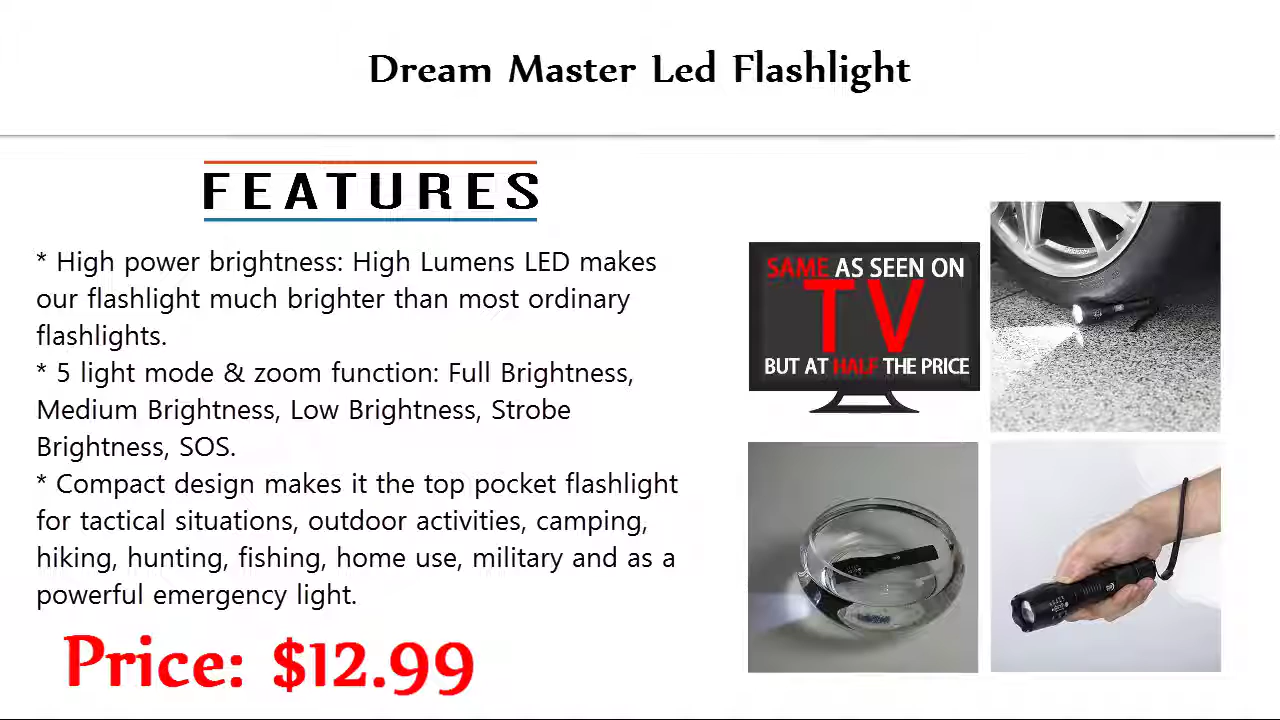 Dream Master Led Flashlight
FEATURES
* High power brightness: High Lumens LED makes
our flashlight much brighter than most ordinary
flashlights.
* 5 light mode & zoom function: Full Brightness,
Medium Brightness, Low Brightness, Strobe
Brightness, SOS.
* Compact design makes it the top pocket flashlight
for tactical situations, outdoor activities, camping,
hiking, hunting, fishing, home use, military and as a
powerful emergency light.
Price: $12.99
SAME AS SEEN ON
TV
BUT AT HALF THE PRICE